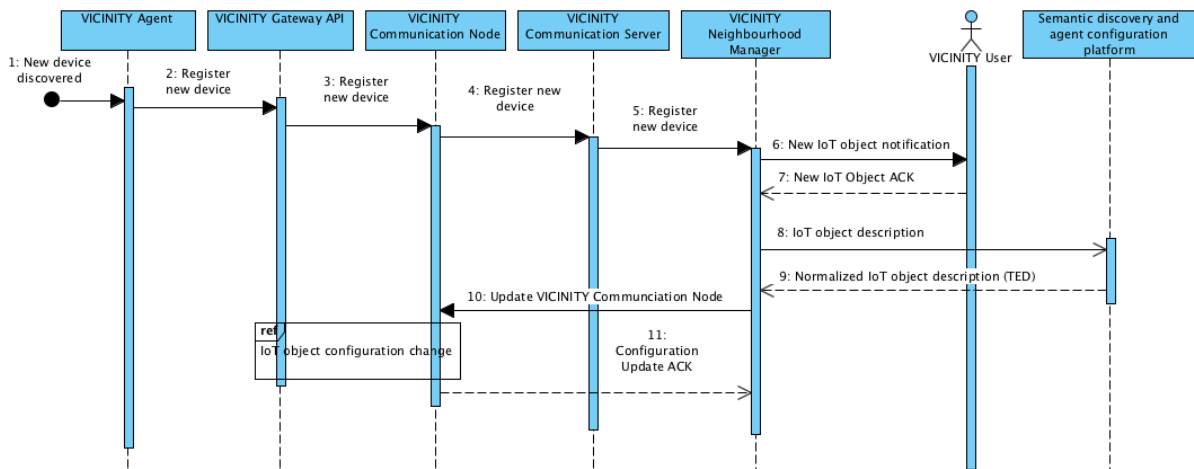 VICINITY Agent
VICINITY Gateway API
VICINITY
Communication Node
VICINITY
Communication Server
VICINITY
Neighbourhood
Manager
VICINITY User
Semantic discovery and
agent configuration
platform
1: New device
discovered
2: Register
new device
3: Register
new device
4: Register new
device
5: Register
new device
6: New IoT object notification
7: New IoT Object ACK
8: IoT object description
9: Normalized IoT object description (TED)
10: Update VICINITY Communciation Node
ref
IoT object configuration change
11:
Configuration
Update ACK